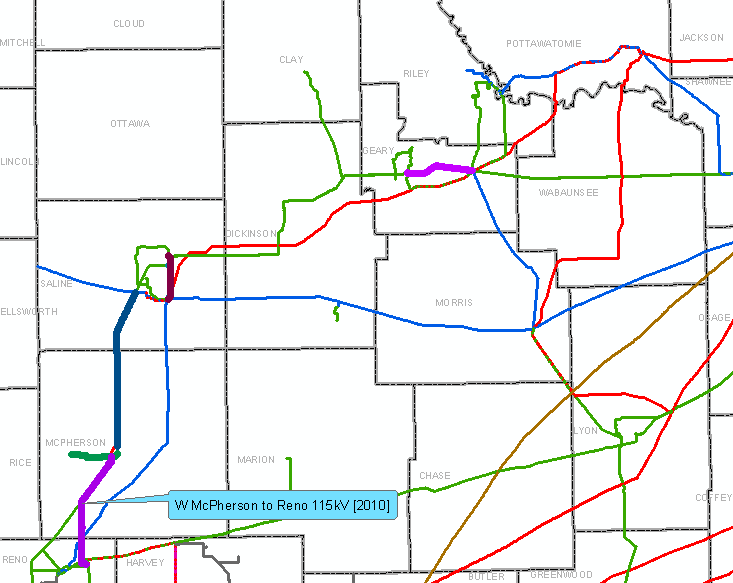 CLOUD
JACKSON
MITCHELL
POTTAWATOMIE
CLAY
RILEY
SHAWNEE
OTTAWA
GEARY
LINCOLN
WABAUNSEE
DICKINSON
SALINE
MORRIS
ELLSWORTH
OSAGE
LYON
MCPHERSON
RICE
MARION
CHASE
COFFEY
W McPherson to Reno 115kV [2010]
RENO
HARVEY
BUTLER
GREENWOOD